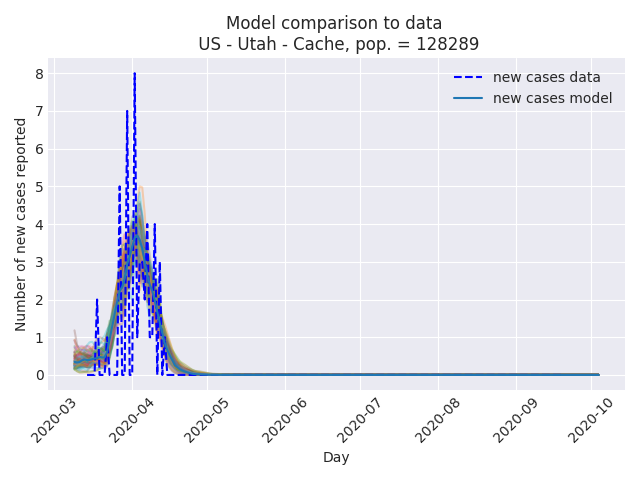 Model comparison to data
US - Utah - Cache, pop. = 128289
new cases data
new cases model
Number of new cases reported
8
7
6
5
4
3
2
1
0
2020-03
2020-04
2020-05
2020-06
2020-07
2020-08
2020-09
2020-10
Day